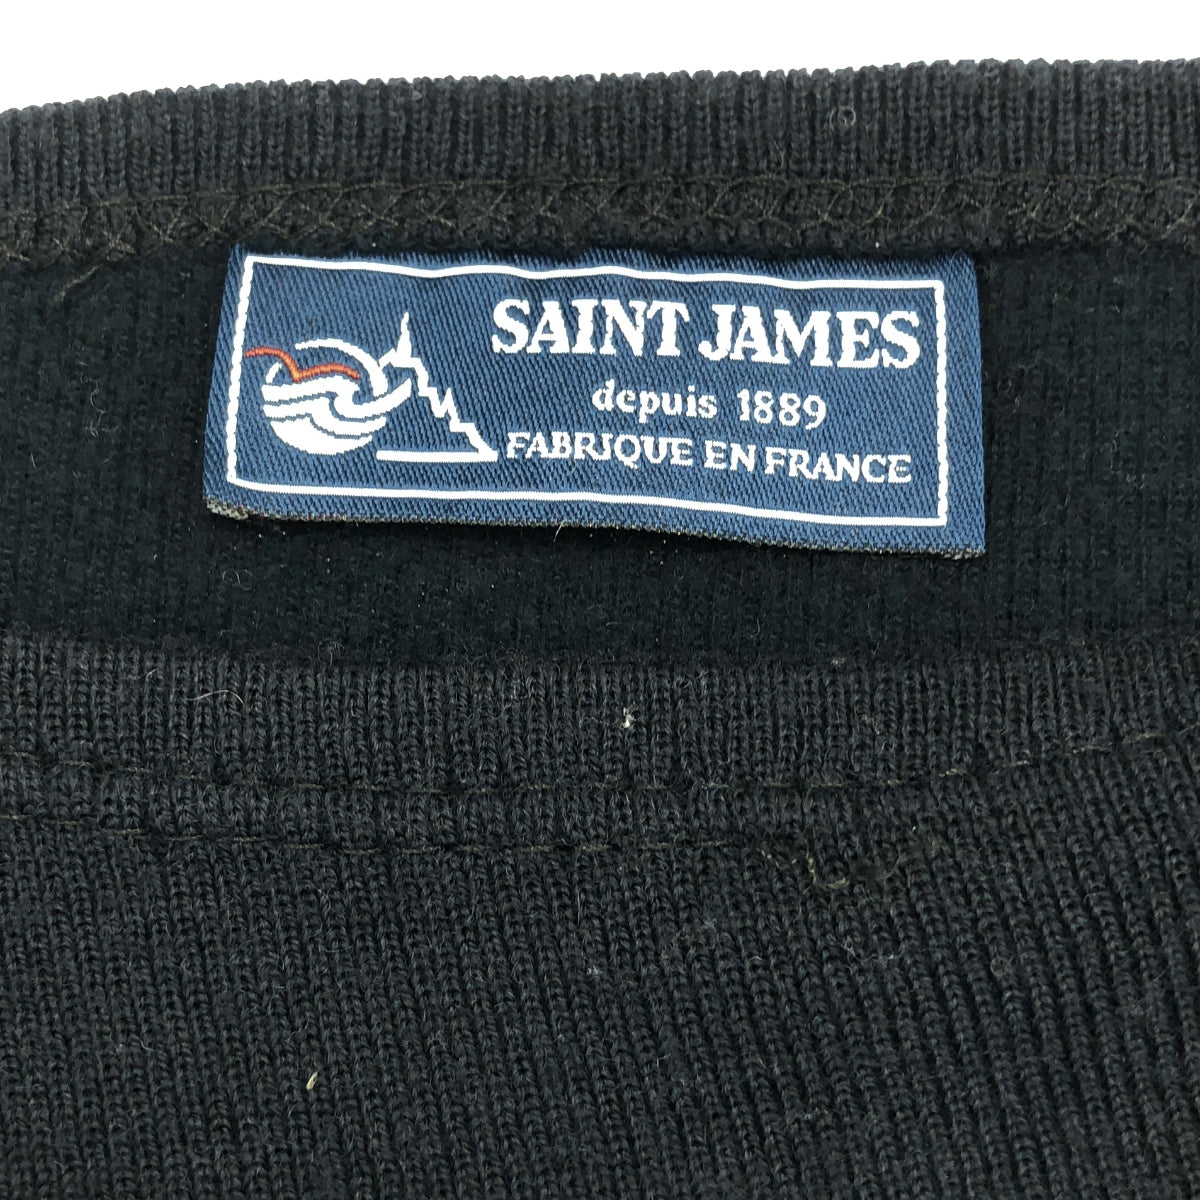 SAINT JAMES
depuis 1889
FABRIQUE EN FRANCE